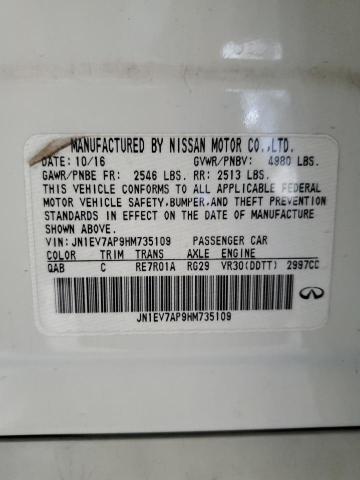 MANUFACTURED BY NISSAN MOTOR CO.,LTD.
DATE: 10/16 GVWR/PNBV: 4980 LBS.
GAWR/PNBE FR: 2546 LBS. RR: 2513 LBS.
THIS VEHICLE CONFORMS TO ALL APPLICABLE FEDERAL
MOTOR VEHICLE SAFETY,BUMPER,AND THEFT PREVENTION
STANDARDS IN EFFECT ON THE DATE OF MANUFACTURE
SHOWN ABOVE.
VIN: JN1EV7AP9HM735109 PASSENGER CAR
COLOR TRIM TRANS AXLE ENGINE
QAB C RE7R01A RG29 VR30(DDTT) 2997CC
JN1EV7AP9HM735109